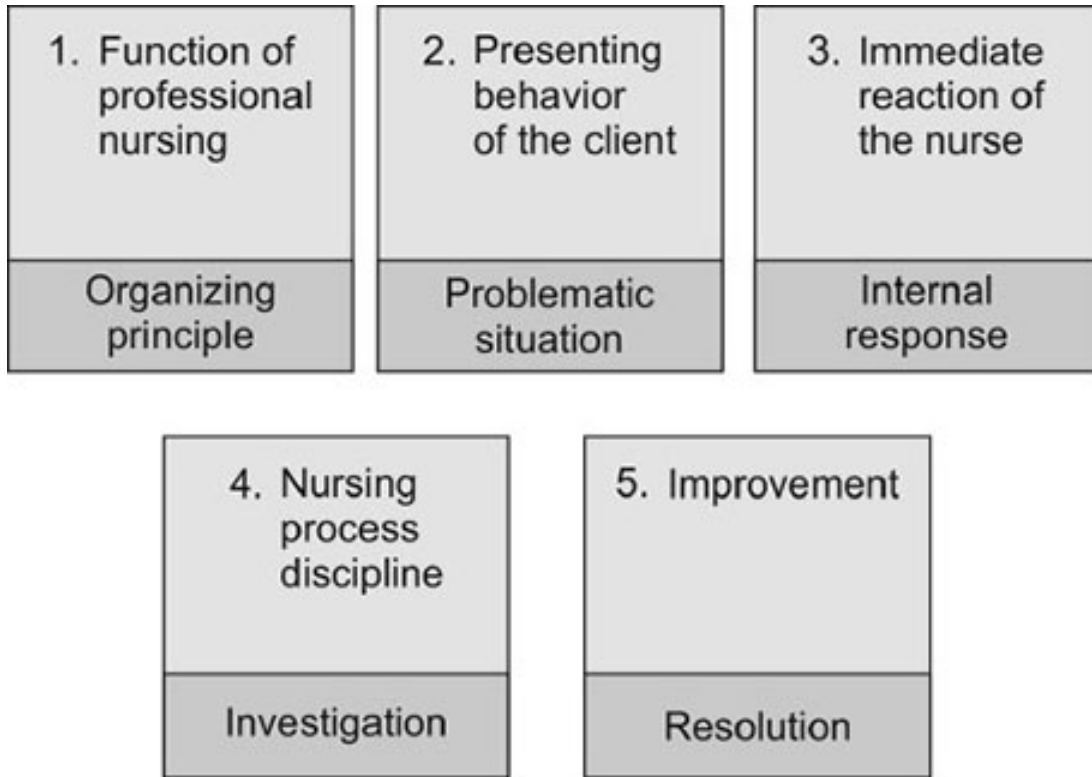 1. Function of
professional
nursing
Organizing
principle
2. Presenting
behavior
of the client
Problematic
situation
3. Immediate
reaction of
the nurse
Internal
response
4. Nursing
process
discipline
Investigation
5. Improvement
Resolution